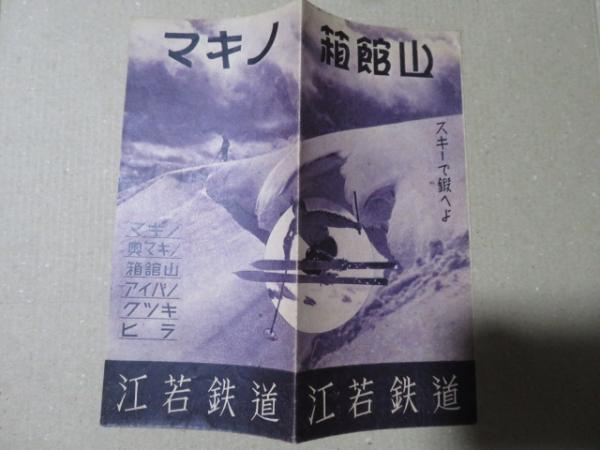 マキノ 箱館山
スキーで鍛へよ
マキノ
奥マキノ
箱館山
アイバノ
クツキ
ヒラ
江若鉄道
江若鉄道